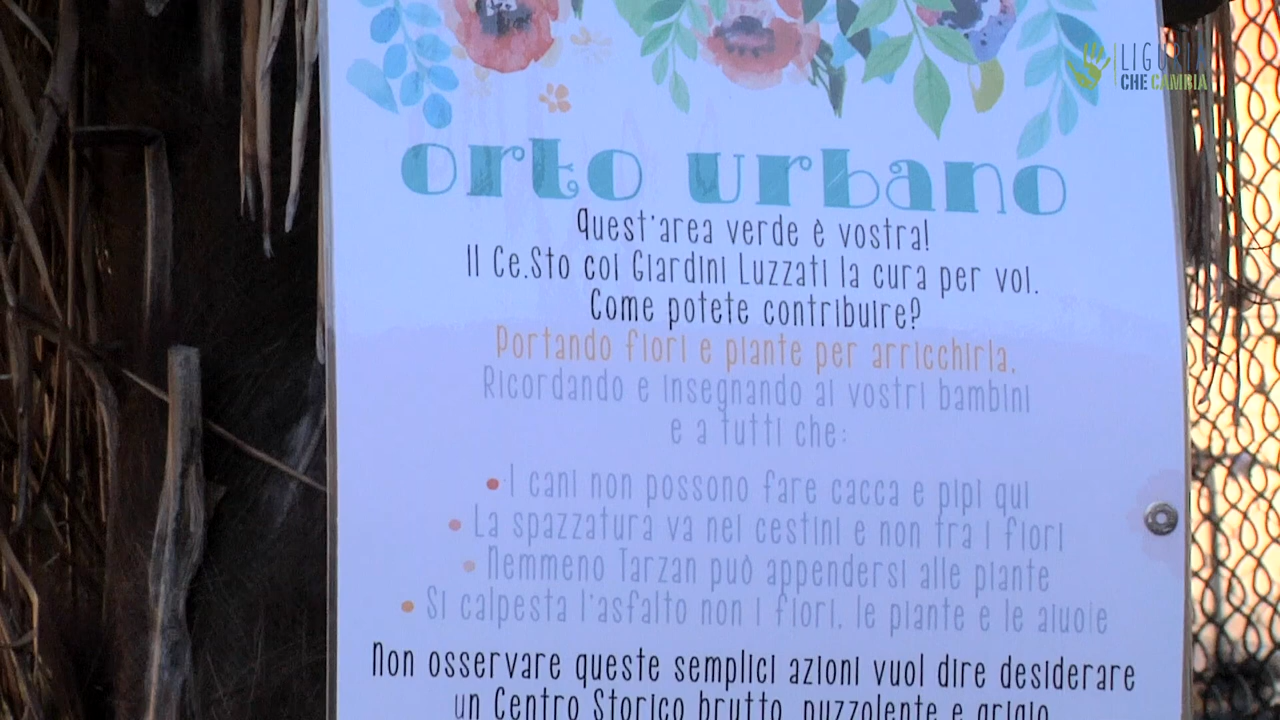 LIGURIA
CHE CAMBIA
orto urbano
Quest'area verde è vostra!
Il Ce.Sto coi Giardini Luzzati la cura per voi.
Come potete contribuire?
Portando fiori e piante per arricchirla.
Ricordando e insegnando ai vostri bambini
e a tutti che:
• I cani non possono fare cacca e pipì qui
• La spazzatura va nei cestini e non tra i fiori
• Nemmeno Tarzan può appendersi alle piante
• Si calpesta l'asfalto non i fiori, le piante e le aiuole
Non osservare queste semplici azioni vuol dire desiderare
un Centro Storico brutto, puzzolente e grigio